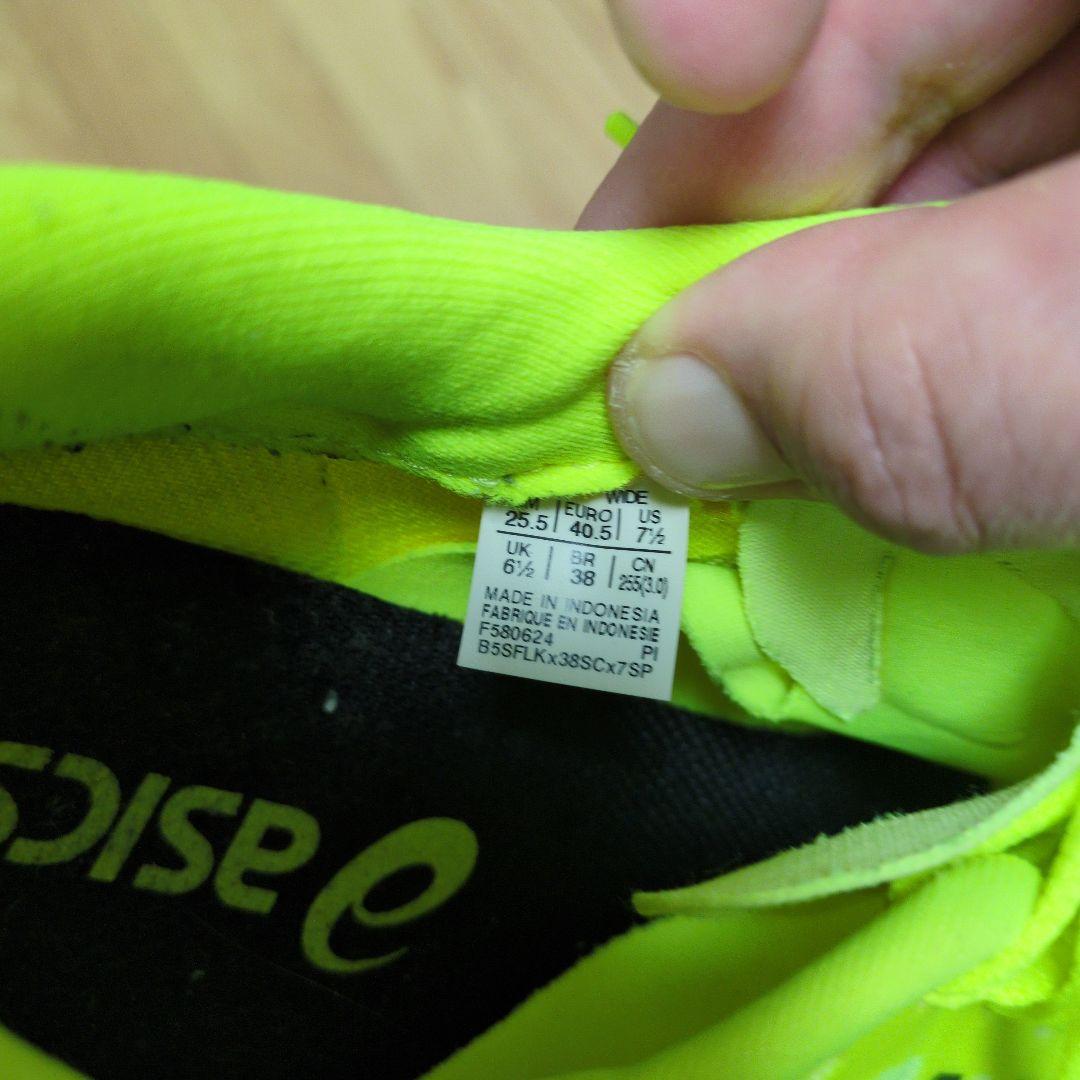 WIDE
25.5 EURO 40.5 US 7½
UK 6½ BR 38 CN 255(3.0)
MADE IN INDONESIA
FABRIQUE EN INDONESIE
F580624 PI
B5SFLKx38SCx7SP
asics